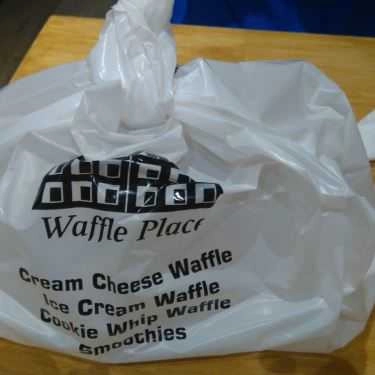 Waffle Place
Cream Cheese Waffle
Ice Cream Waffle
Cookie Whip Waffle
Smoothies